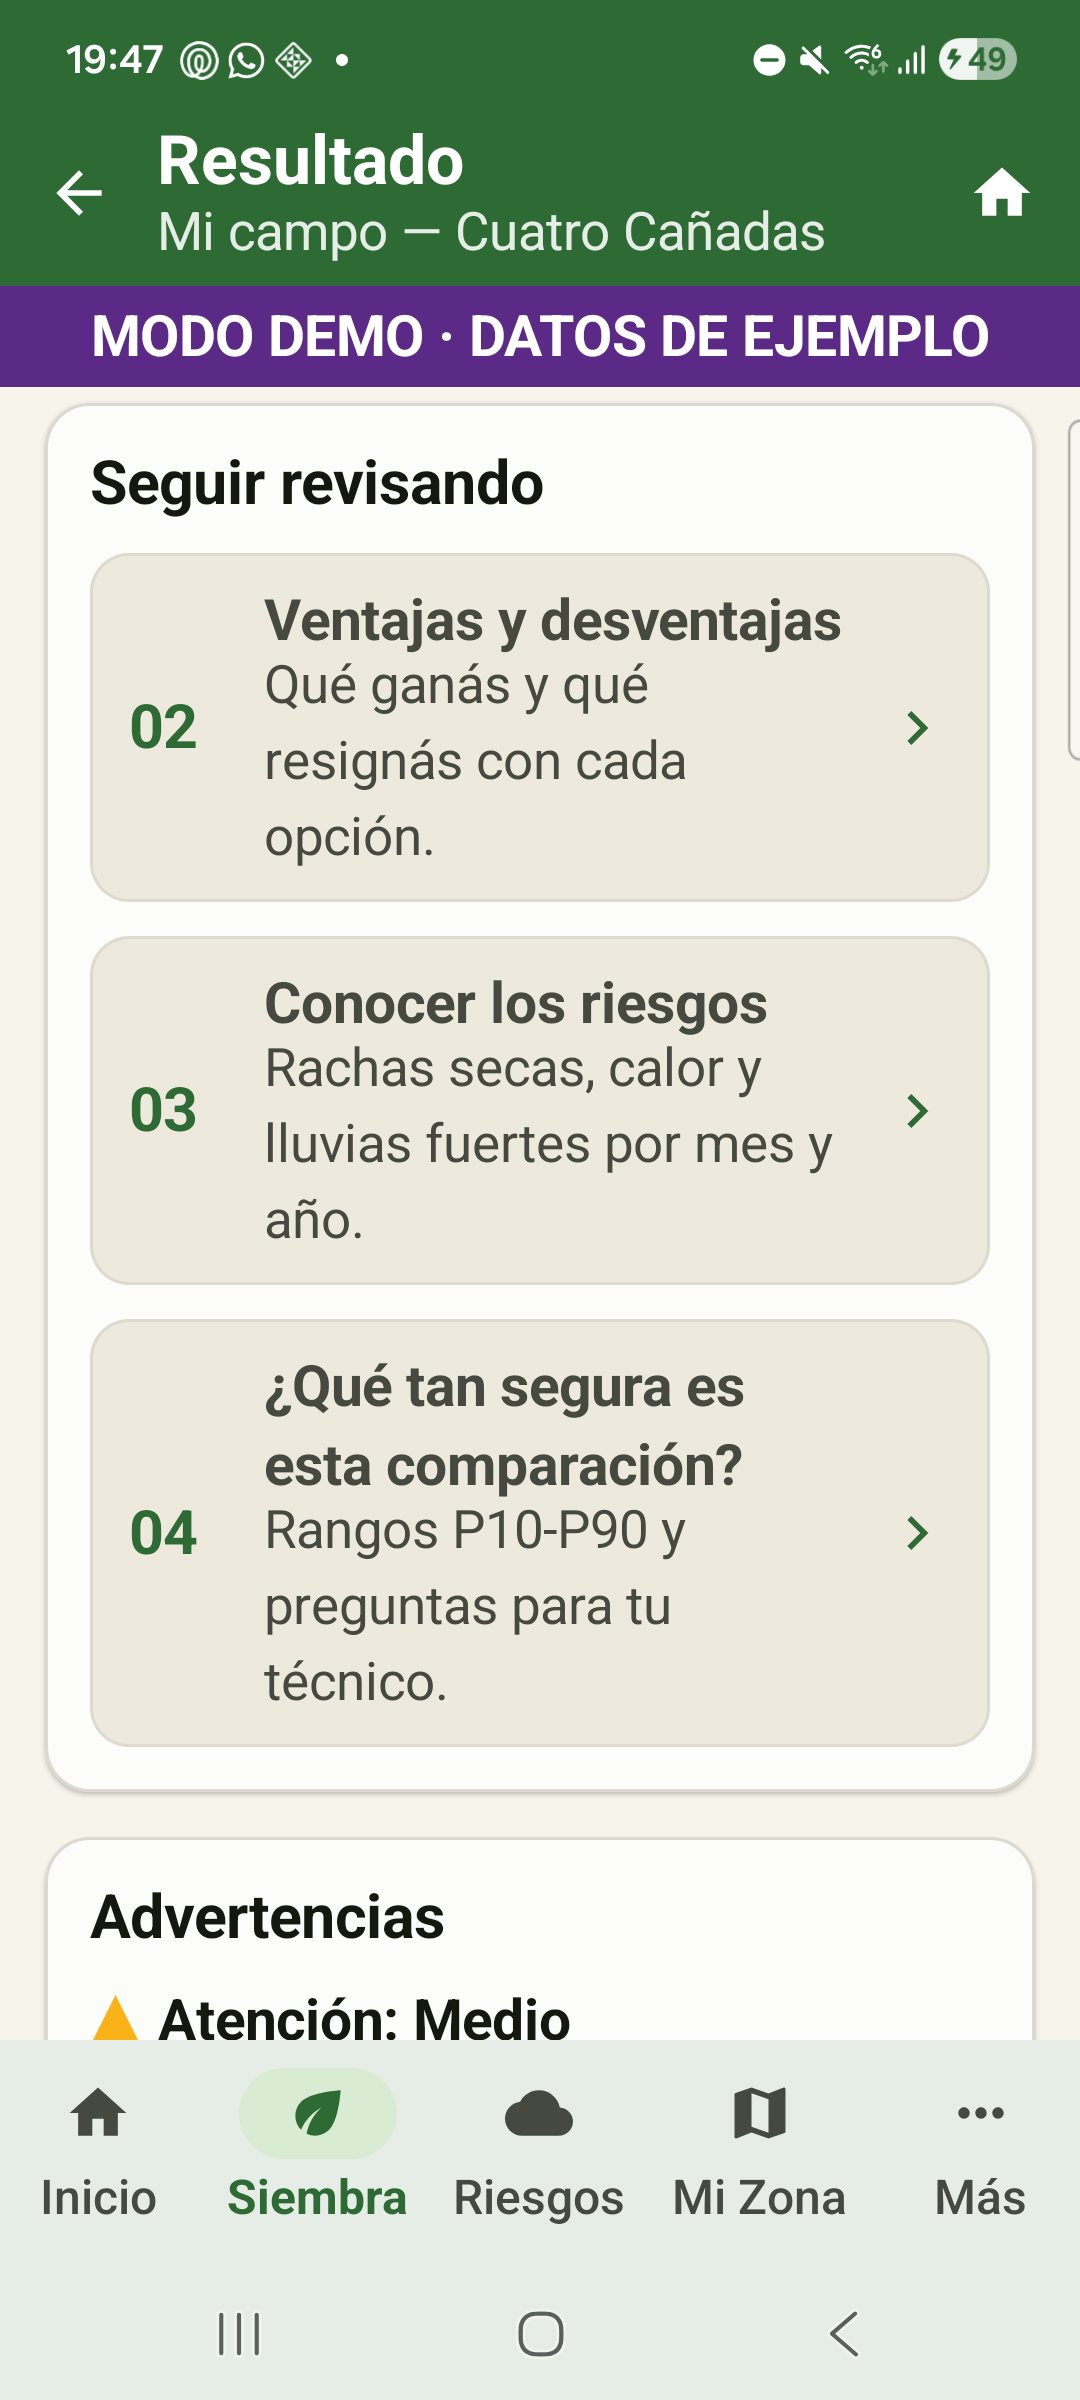 19:47
49
Resultado
Mi campo — Cuatro Cañadas
MODO DEMO · DATOS DE EJEMPLO
Seguir revisando
02
Ventajas y desventajas
Qué ganás y qué
resignás con cada
opción.
03
Conocer los riesgos
Rachas secas, calor y
lluvias fuertes por mes y
año.
04
¿Qué tan segura es
esta comparación?
Rangos P10-P90 y
preguntas para tu
técnico.
Advertencias
Atención: Medio
Inicio
Siembra
Riesgos
Mi Zona
Más